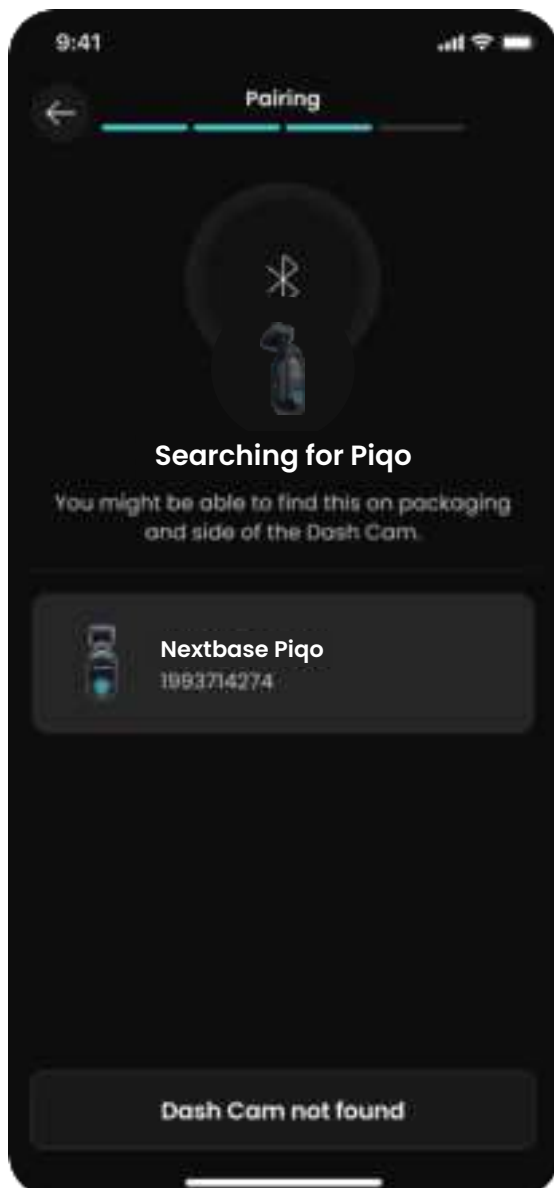 9:41
Pairing
Searching for Piqo
You might be able to find this on packaging
and side of the Dash Cam.
Nextbase Piqo
1993714274
Dash Cam not found